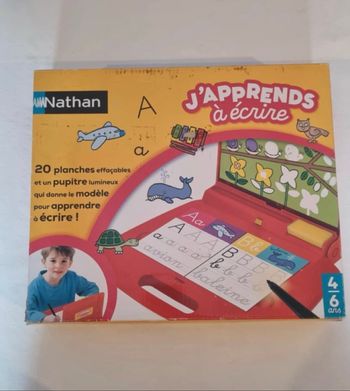 Nathan
A
a
J'APPRENDS
à écrire
20 planches effaçables
et un pupitre lumineux
qui donne le modèle
pour apprendre
à écrire !
Aa
Bb
A A A B B B
a a a a b b b
avion
baleine
4
6
ans